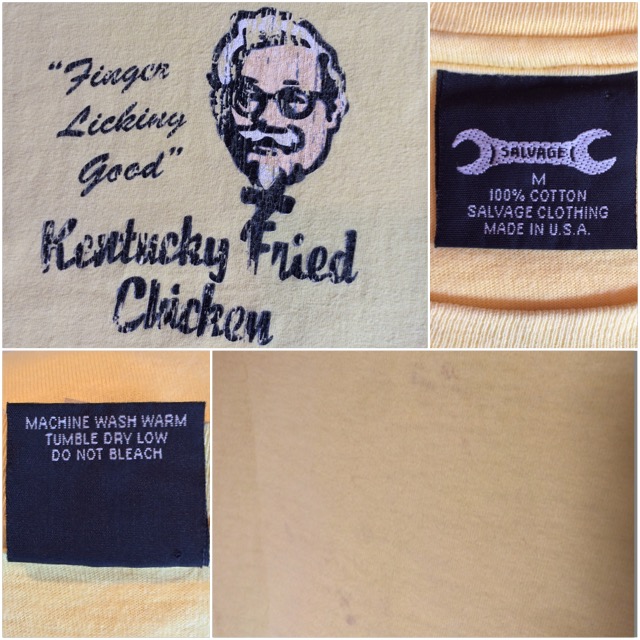 "Finger
Licking
Good"
Kentucky Fried
Chicken
SALVAGE
M
100% COTTON
SALVAGE CLOTHING
MADE IN U.S.A.
MACHINE WASH WARM
TUMBLE DRY LOW
DO NOT BLEACH